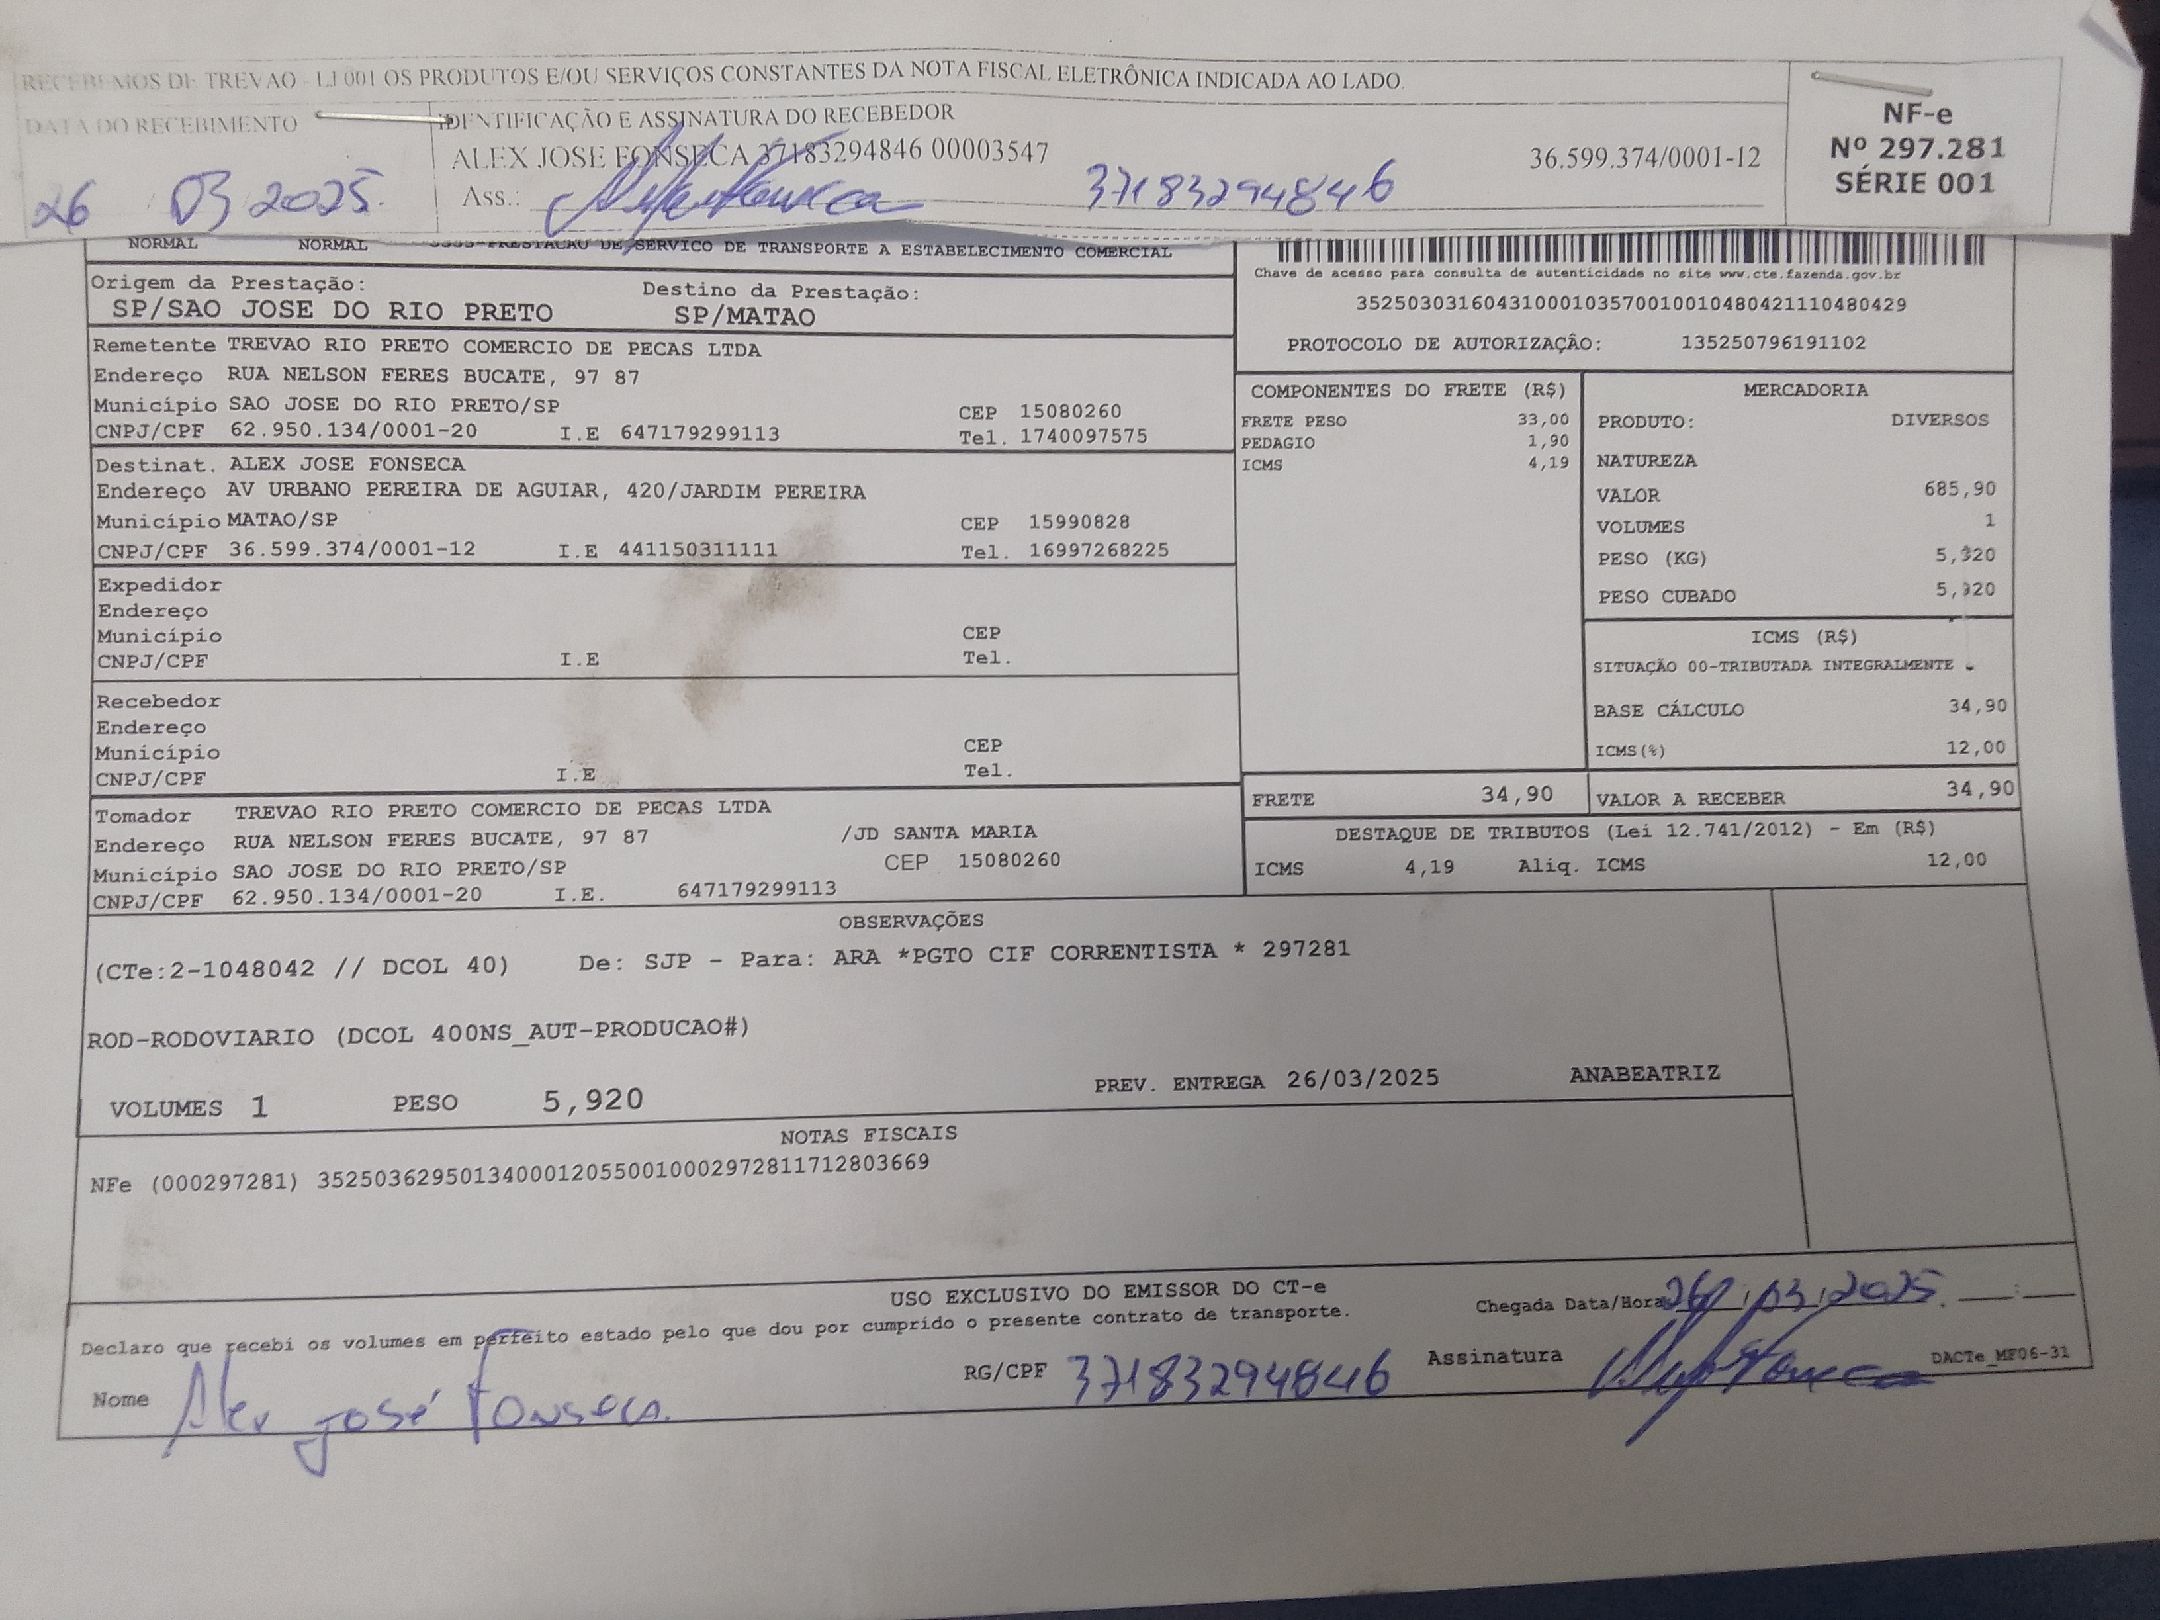 RECEBEMOS DE TREVAO - LJ 001 OS PRODUTOS E/OU SERVIÇOS CONSTANTES DA NOTA FISCAL ELETRÔNICA INDICADA AO LADO.
DATA DO RECEBIMENTO
IDENTIFICAÇÃO E ASSINATURA DO RECEBEDOR
ALEX JOSE FONSECA 37183294846 00003547 36.599.374/0001-12
26 / 03 / 2025.
Ass.: 37183294846
NF-e
Nº 297.281
SÉRIE 001
NORMAL NORMAL PRESTACAO DE SERVICO DE TRANSPORTE A ESTABELECIMENTO COMERCIAL
Chave de acesso para consulta de autenticidade no site www.cte.fazenda.gov.br
35250303160431000103570010010480421110480429
PROTOCOLO DE AUTORIZAÇÂO: 135250796191102
Origem da Prestação: Destino da Prestação:
SP/SAO JOSE DO RIO PRETO SP/MATAO
Remetente TREVAO RIO PRETO COMERCIO DE PECAS LTDA
Endereço RUA NELSON FERES BUCATE, 97 87
Município SAO JOSE DO RIO PRETO/SP CEP 15080260
CNPJ/CPF 62.950.134/0001-20 I.E 647179299113 Tel. 1740097575
Destinat. ALEX JOSE FONSECA
Endereço AV URBANO PEREIRA DE AGUIAR, 420/JARDIM PEREIRA
Município MATAO/SP CEP 15990828
CNPJ/CPF 36.599.374/0001-12 I.E 441150311111 Tel. 16997268225
Expedidor
Endereço
Município CEP
CNPJ/CPF I.E Tel.
Recebedor
Endereço
Município CEP
CNPJ/CPF I.E Tel.
Tomador TREVAO RIO PRETO COMERCIO DE PECAS LTDA
Endereço RUA NELSON FERES BUCATE, 97 87 /JD SANTA MARIA
Município SAO JOSE DO RIO PRETO/SP CEP 15080260
CNPJ/CPF 62.950.134/0001-20 I.E. 647179299113
COMPONENTES DO FRETE (R$)
FRETE PESO 33,00
PEDAGIO 1,90
ICMS 4,19
MERCADORIA
PRODUTO: DIVERSOS
NATUREZA
VALOR 685,90
VOLUMES 1
PESO (KG) 5,920
PESO CUBADO 5,920
ICMS (R$)
SITUAÇÃO 00-TRIBUTADA INTEGRALMENTE
BASE CÁLCULO 34,90
ICMS(%) 12,00
FRETE 34,90 VALOR A RECEBER 34,90
DESTAQUE DE TRIBUTOS (Lei 12.741/2012) - Em (R$)
ICMS 4,19 Aliq. ICMS 12,00
OBSERVAÇÕES
(CTe:2-1048042 // DCOL 40) De: SJP - Para: ARA *PGTO CIF CORRENTISTA * 297281
ROD-RODOVIARIO (DCOL 400NS_AUT-PRODUCAO#)
VOLUMES 1 PESO 5,920 PREV. ENTREGA 26/03/2025 ANABEATRIZ
NOTAS FISCAIS
NFe (000297281) 35250362950134000120550010002972811712803669
USO EXCLUSIVO DO EMISSOR DO CT-e
Declaro que recebi os volumes em perfeito estado pelo que dou por cumprido o presente contrato de transporte.
Chegada Data/Hora 26/03/2025. :
Nome Alex José Fonseca. RG/CPF 37183294846 Assinatura
DACTe_MF06-31